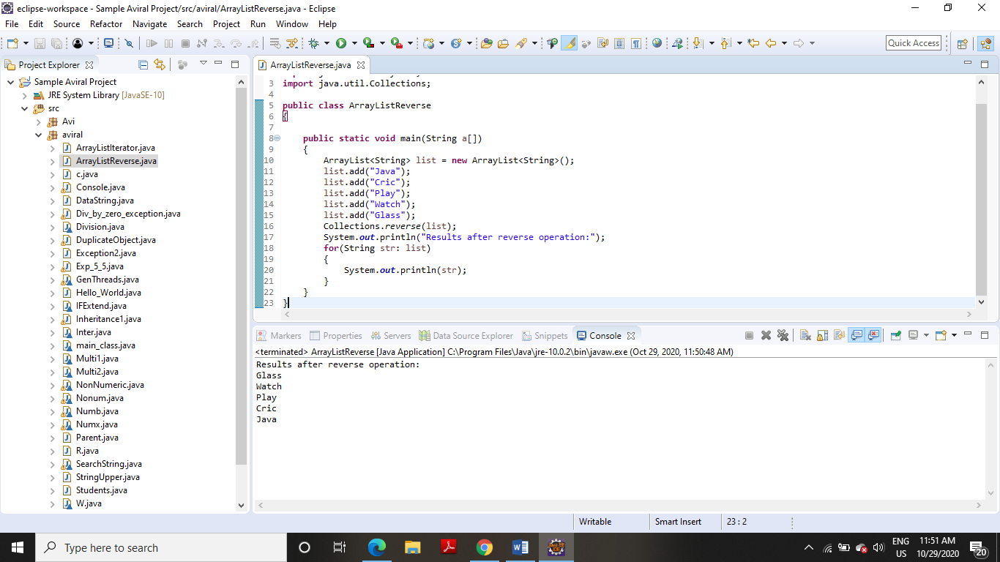 eclipse-workspace - Sample Aviral Project/src/aviral/ArrayListReverse.java - Eclipse
File Edit Source Refactor Navigate Search Project Run Window Help
Quick Access
Project Explorer
Sample Aviral Project
JRE System Library [JavaSE-10]
src
Avi
aviral
ArrayListIterator.java
ArrayListReverse.java
c.java
Console.java
DataString.java
Div_by_zero_exception.java
Division.java
DuplicateObject.java
Exception2.java
Exp_5_5.java
GenThreads.java
Hello_World.java
IFExtend.java
Inheritance1.java
Inter.java
main_class.java
Multi1.java
Multi2.java
NonNumeric.java
Nonum.java
Numb.java
Numx.java
Parent.java
R.java
SearchString.java
StringUpper.java
Students.java
W.java
ArrayListReverse.java
3 import java.util.Collections;
4
5 public class ArrayListReverse
6 {
7
8 public static void main(String a[])
9 {
10 ArrayList<String> list = new ArrayList<String>();
11 list.add("Java");
12 list.add("Cric");
13 list.add("Play");
14 list.add("Watch");
15 list.add("Glass");
16 Collections.reverse(list);
17 System.out.println("Results after reverse operation:");
18 for(String str: list)
19 {
20 System.out.println(str);
21 }
22 }
23 }
Markers Properties Servers Data Source Explorer Snippets Console
<terminated> ArrayListReverse [Java Application] C:\Program Files\Java\jre-10.0.2\bin\javaw.exe (Oct 29, 2020, 11:50:48 AM)
Results after reverse operation:
Glass
Watch
Play
Cric
Java
Writable Smart Insert 23 : 2
Type here to search
ENG 11:51 AM
US 10/29/2020
20